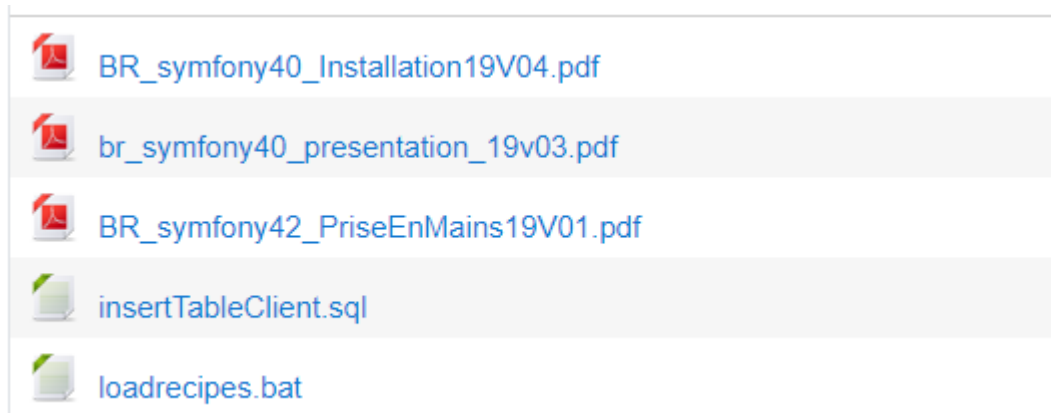 BR_symfony40_Installation19V04.pdf
br_symfony40_presentation_19v03.pdf
BR_symfony42_PriseEnMains19V01.pdf
insertTableClient.sql
loadrecipes.bat